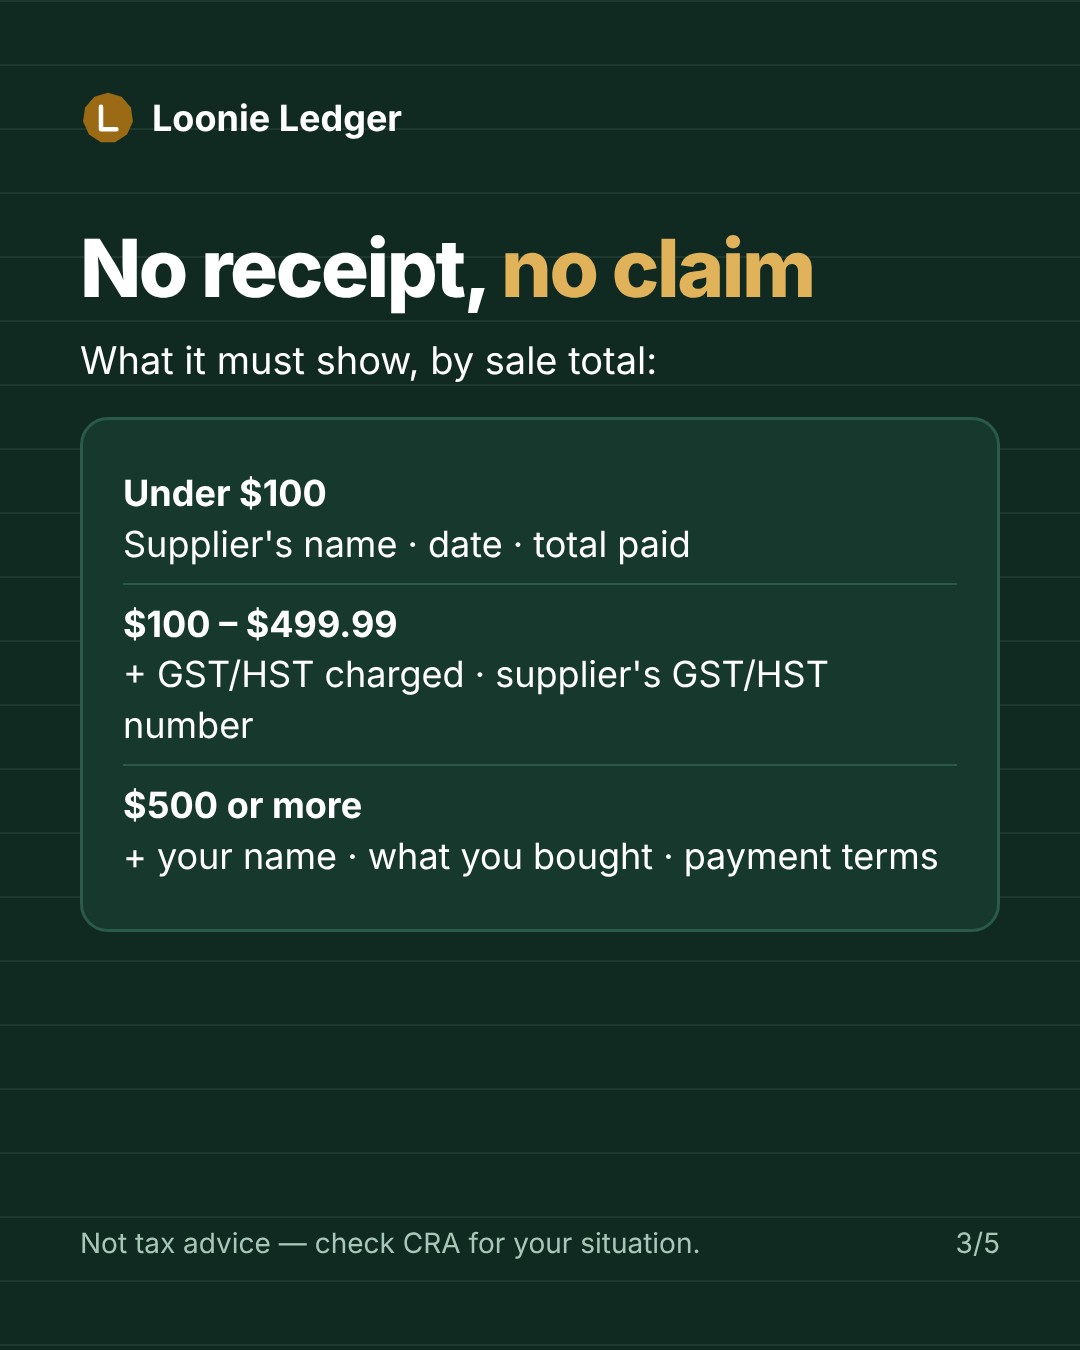 L Loonie Ledger
No receipt, no claim
What it must show, by sale total:
Under $100
Supplier's name · date · total paid
$100 – $499.99
+ GST/HST charged · supplier's GST/HST
number
$500 or more
+ your name · what you bought · payment terms
Not tax advice — check CRA for your situation. 3/5